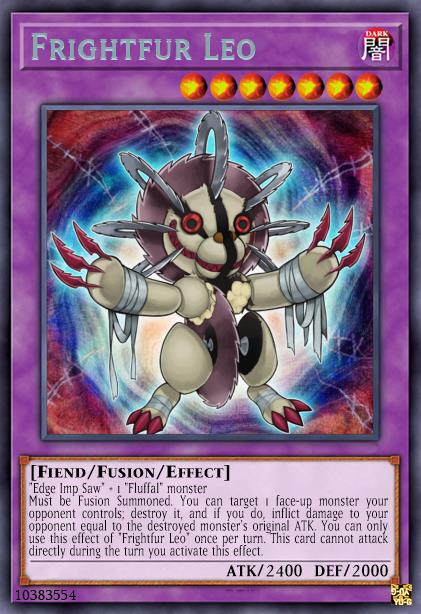 FRIGHTFUR LEO
DARK
闇
[FIEND/FUSION/EFFECT]
"Edge Imp Saw" + 1 "Fluffal" monster
Must be Fusion Summoned. You can target 1 face-up monster your
opponent controls; destroy it, and if you do, inflict damage to your
opponent equal to the destroyed monster's original ATK. You can only
use this effect of "Frightfur Leo" once per turn. This card cannot attack
directly during the turn you activate this effect.
ATK/2400 DEF/2000
10383554